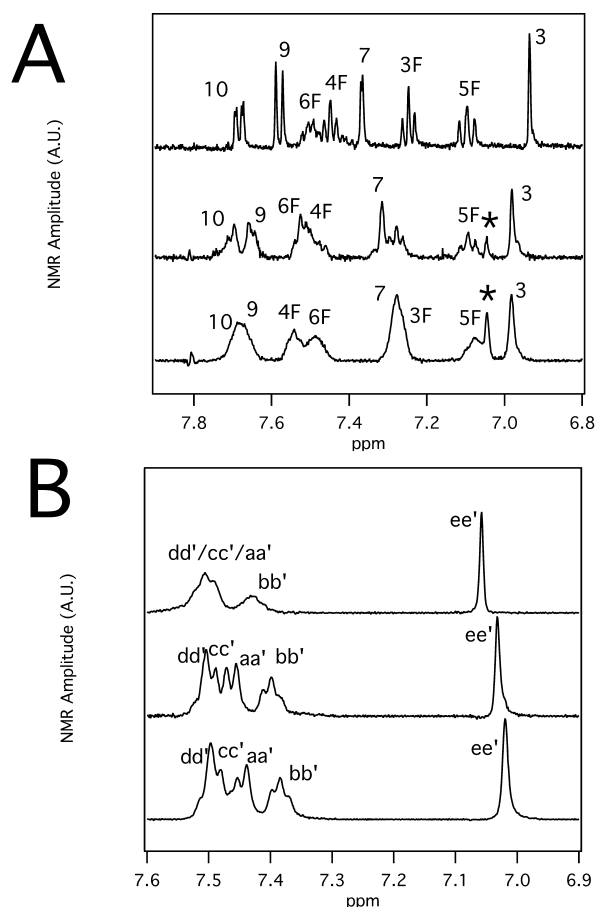 A
NMR Amplitude (A.U.)
10 9 6F 4F 7 3F 5F 3
10 9 6F 4F 7 5F * 3
10 9 4F 6F 7 3F 5F * 3
7.8 7.6 7.4 7.2 7.0 6.8
ppm
B
NMR Amplitude (A.U.)
dd'/cc'/aa' bb' ee'
dd' cc' aa' bb' ee'
dd' cc' aa' bb' ee'
7.6 7.5 7.4 7.3 7.2 7.1 7.0 6.9
ppm